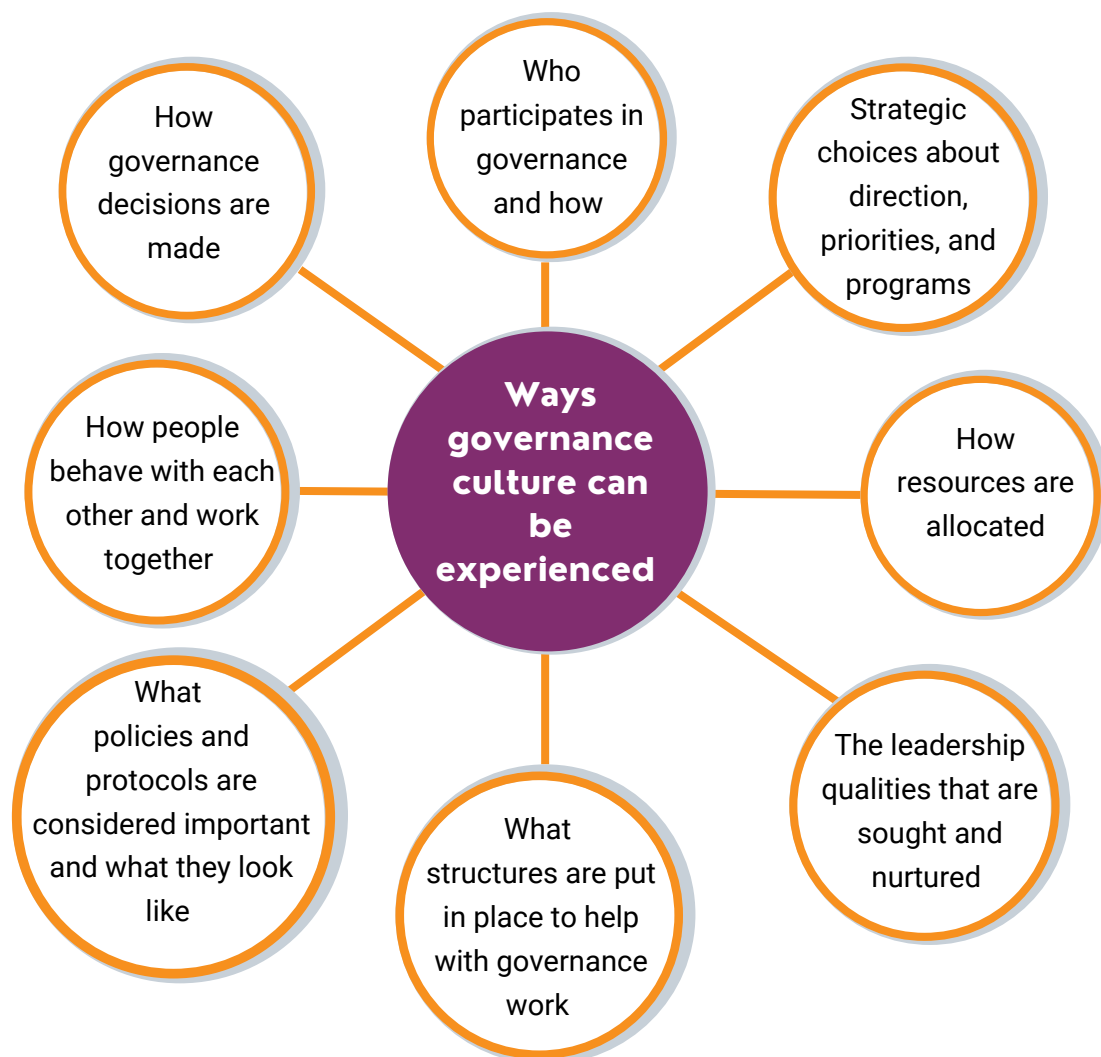 Ways
governance
culture can
be
experienced
Who
participates in
governance
and how
Strategic
choices about
direction,
priorities, and
programs
How
resources are
allocated
The leadership
qualities that are
sought and
nurtured
What
structures are put
in place to help
with governance
work
What
policies and
protocols are
considered important
and what they look
like
How people
behave with each
other and work
together
How
governance
decisions are
made